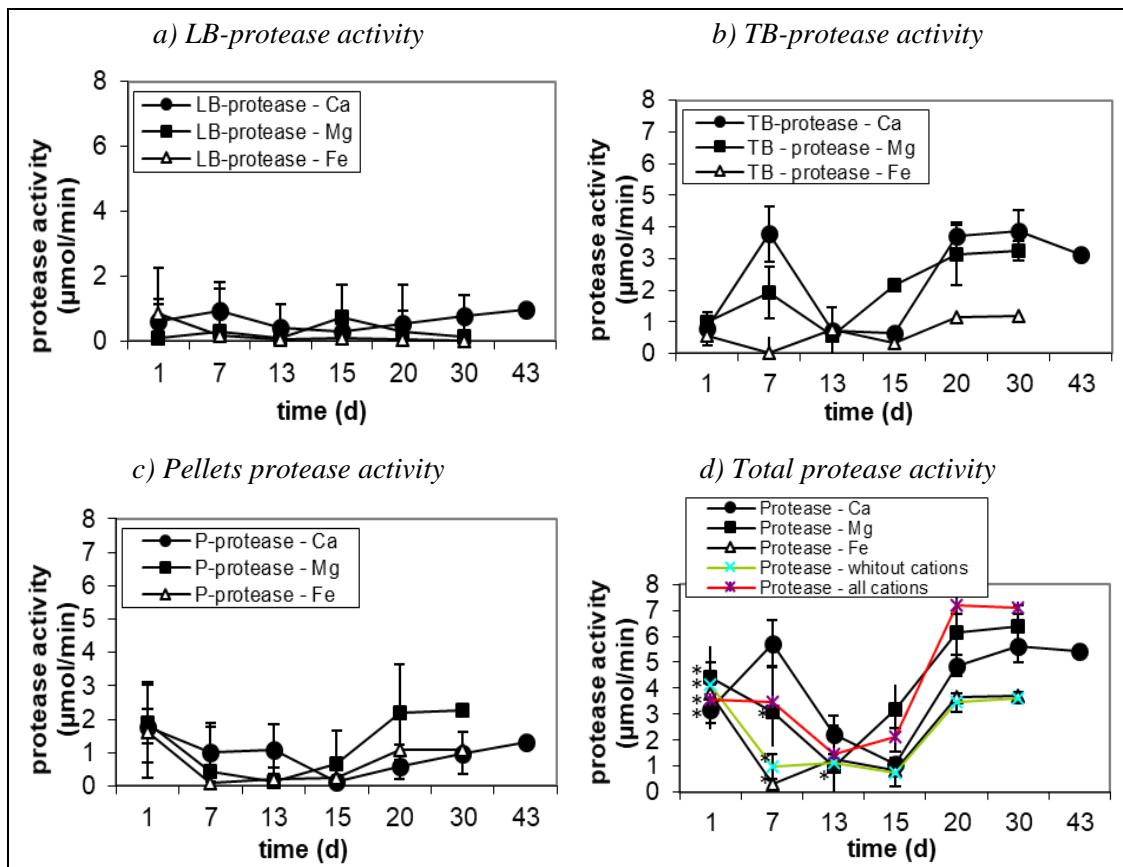 a) LB-protease activity
protease activity
(µmol/min)
8
6
4
2
0
LB-protease - Ca
LB-protease - Mg
LB-protease - Fe
1 7 13 15 20 30 43
time (d)
b) TB-protease activity
protease activity
(µmol/min)
8
7
6
5
4
3
2
1
0
TB-protease - Ca
TB - protease - Mg
TB - protease - Fe
1 7 13 15 20 30 43
time (d)
c) Pellets protease activity
protease activity
(µmol/min)
8
7
6
5
4
3
2
1
0
P-protease - Ca
P-protease - Mg
P-protease - Fe
1 7 13 15 20 30 43
time (d)
d) Total protease activity
Protease - Ca
Protease - Mg
Protease - Fe
Protease - whitout cations
Protease - all cations
protease activity
(µmol/min)
8
7
6
5
4
3
2
1
0
*
*
*
*
*
*
*
*
1 7 13 15 20 30 43
time (d)